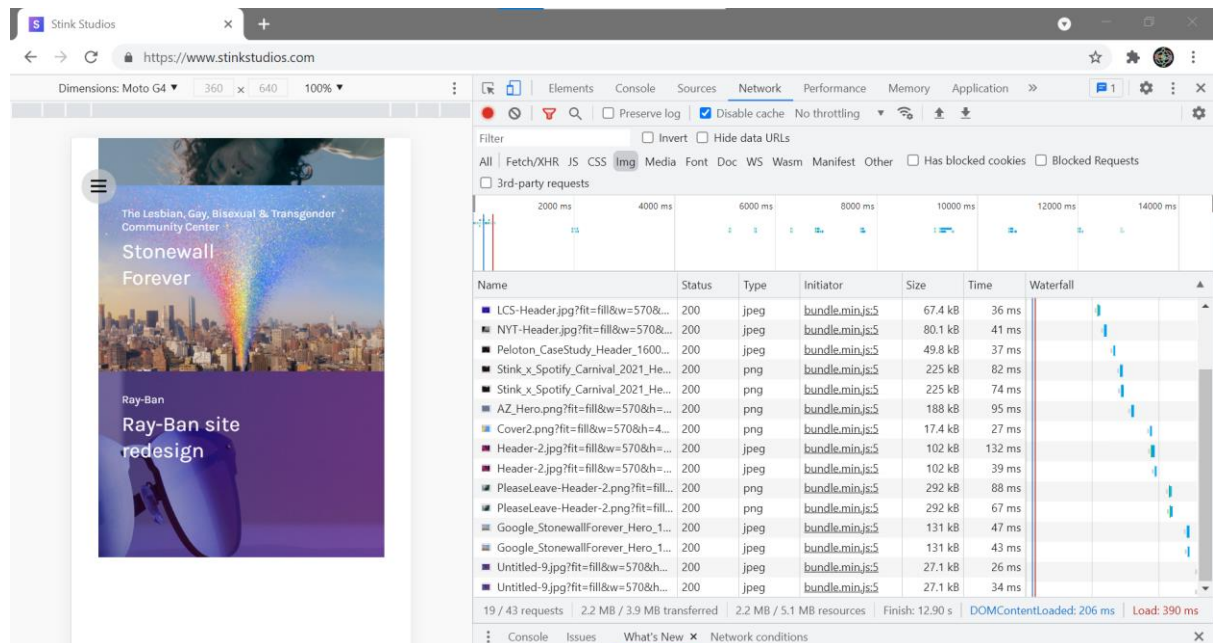 S Stink Studios
https://www.stinkstudios.com
Dimensions: Moto G4 ▼ 360 x 640 100% ▼
Elements Console Sources Network Performance Memory Application » 1
Preserve log Disable cache No throttling ▼
Filter Invert Hide data URLs
All Fetch/XHR JS CSS Img Media Font Doc WS Wasm Manifest Other Has blocked cookies Blocked Requests
3rd-party requests
2000 ms 4000 ms 6000 ms 8000 ms 10000 ms 12000 ms 14000 ms
The Lesbian, Gay, Bisexual & Transgender
Community Center
Stonewall
Forever
Ray-Ban
Ray-Ban site
redesign
Name Status Type Initiator Size Time Waterfall
LCS-Header.jpg?fit=fill&w=570&... 200 jpeg bundle.min.js:5 67.4 kB 36 ms
NYT-Header.jpg?fit=fill&w=570&... 200 jpeg bundle.min.js:5 80.1 kB 41 ms
Peloton_CaseStudy_Header_1600... 200 jpeg bundle.min.js:5 49.8 kB 37 ms
Stink_x_Spotify_Carnival_2021_He... 200 png bundle.min.js:5 225 kB 82 ms
Stink_x_Spotify_Carnival_2021_He... 200 png bundle.min.js:5 225 kB 74 ms
AZ_Hero.png?fit=fill&w=570&h=... 200 png bundle.min.js:5 188 kB 95 ms
Cover2.png?fit=fill&w=570&h=4... 200 png bundle.min.js:5 17.4 kB 27 ms
Header-2.jpg?fit=fill&w=570&h=... 200 jpeg bundle.min.js:5 102 kB 132 ms
Header-2.jpg?fit=fill&w=570&h=... 200 jpeg bundle.min.js:5 102 kB 39 ms
PleaseLeave-Header-2.png?fit=fill... 200 png bundle.min.js:5 292 kB 88 ms
PleaseLeave-Header-2.png?fit=fill... 200 png bundle.min.js:5 292 kB 67 ms
Google_StonewallForever_Hero_1... 200 jpeg bundle.min.js:5 131 kB 47 ms
Google_StonewallForever_Hero_1... 200 jpeg bundle.min.js:5 131 kB 43 ms
Untitled-9.jpg?fit=fill&w=570&h... 200 jpeg bundle.min.js:5 27.1 kB 26 ms
Untitled-9.jpg?fit=fill&w=570&h... 200 jpeg bundle.min.js:5 27.1 kB 34 ms
19 / 43 requests 2.2 MB / 3.9 MB transferred 2.2 MB / 5.1 MB resources Finish: 12.90 s DOMContentLoaded: 206 ms Load: 390 ms
Console Issues What's New × Network conditions